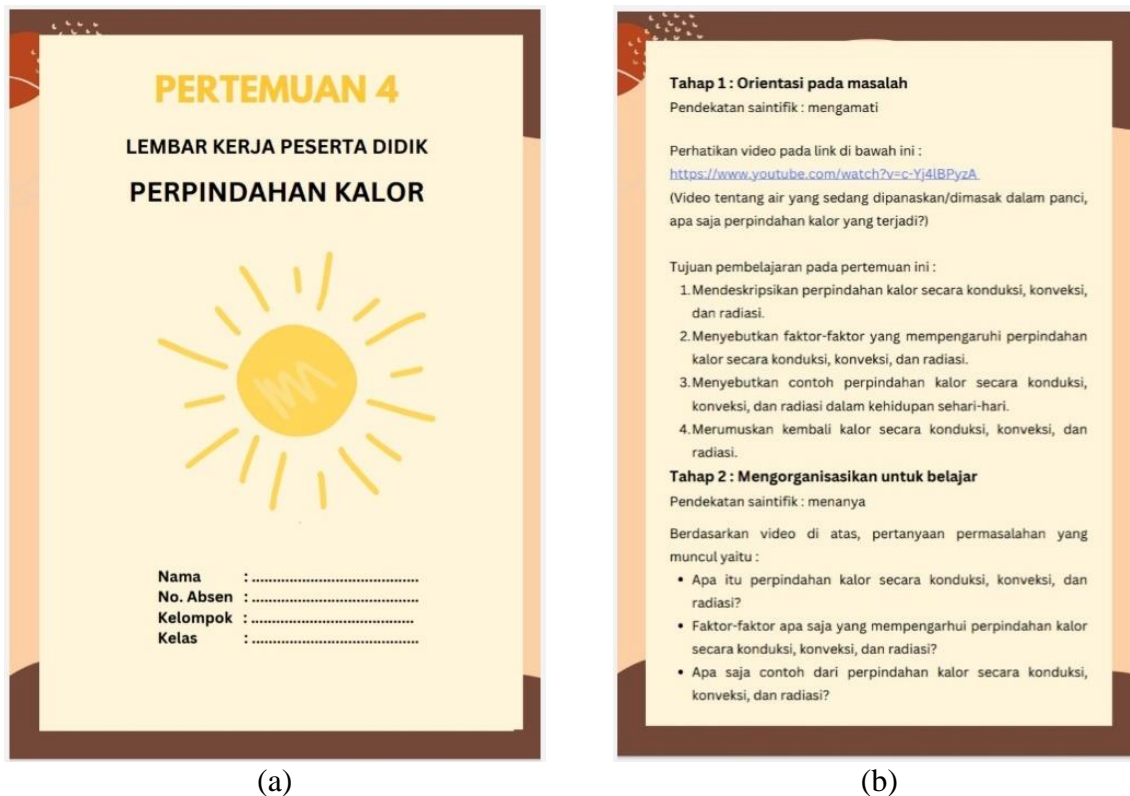 PERTEMUAN 4
LEMBAR KERJA PESERTA DIDIK
PERPINDAHAN KALOR
Nama : ........................................
No. Absen : ........................................
Kelompok : .......................................
Kelas : ........................................
(a)
Tahap 1 : Orientasi pada masalah
Pendekatan saintifik : mengamati
Perhatikan video pada link di bawah ini :
https://www.youtube.com/watch?v=c-Yj4lBPyzA
(Video tentang air yang sedang dipanaskan/dimasak dalam panci,
apa saja perpindahan kalor yang terjadi?)
Tujuan pembelajaran pada pertemuan ini :
1. Mendeskripsikan perpindahan kalor secara konduksi, konveksi,
dan radiasi.
2. Menyebutkan faktor-faktor yang mempengaruhi perpindahan
kalor secara konduksi, konveksi, dan radiasi.
3. Menyebutkan contoh perpindahan kalor secara konduksi,
konveksi, dan radiasi dalam kehidupan sehari-hari.
4. Merumuskan kembali kalor secara konduksi, konveksi, dan
radiasi.
Tahap 2 : Mengorganisasikan untuk belajar
Pendekatan saintifik : menanya
Berdasarkan video di atas, pertanyaan permasalahan yang
muncul yaitu :
• Apa itu perpindahan kalor secara konduksi, konveksi, dan
radiasi?
• Faktor-faktor apa saja yang mempengarhui perpindahan kalor
secara konduksi, konveksi, dan radiasi?
• Apa saja contoh dari perpindahan kalor secara konduksi,
konveksi, dan radiasi?
(b)